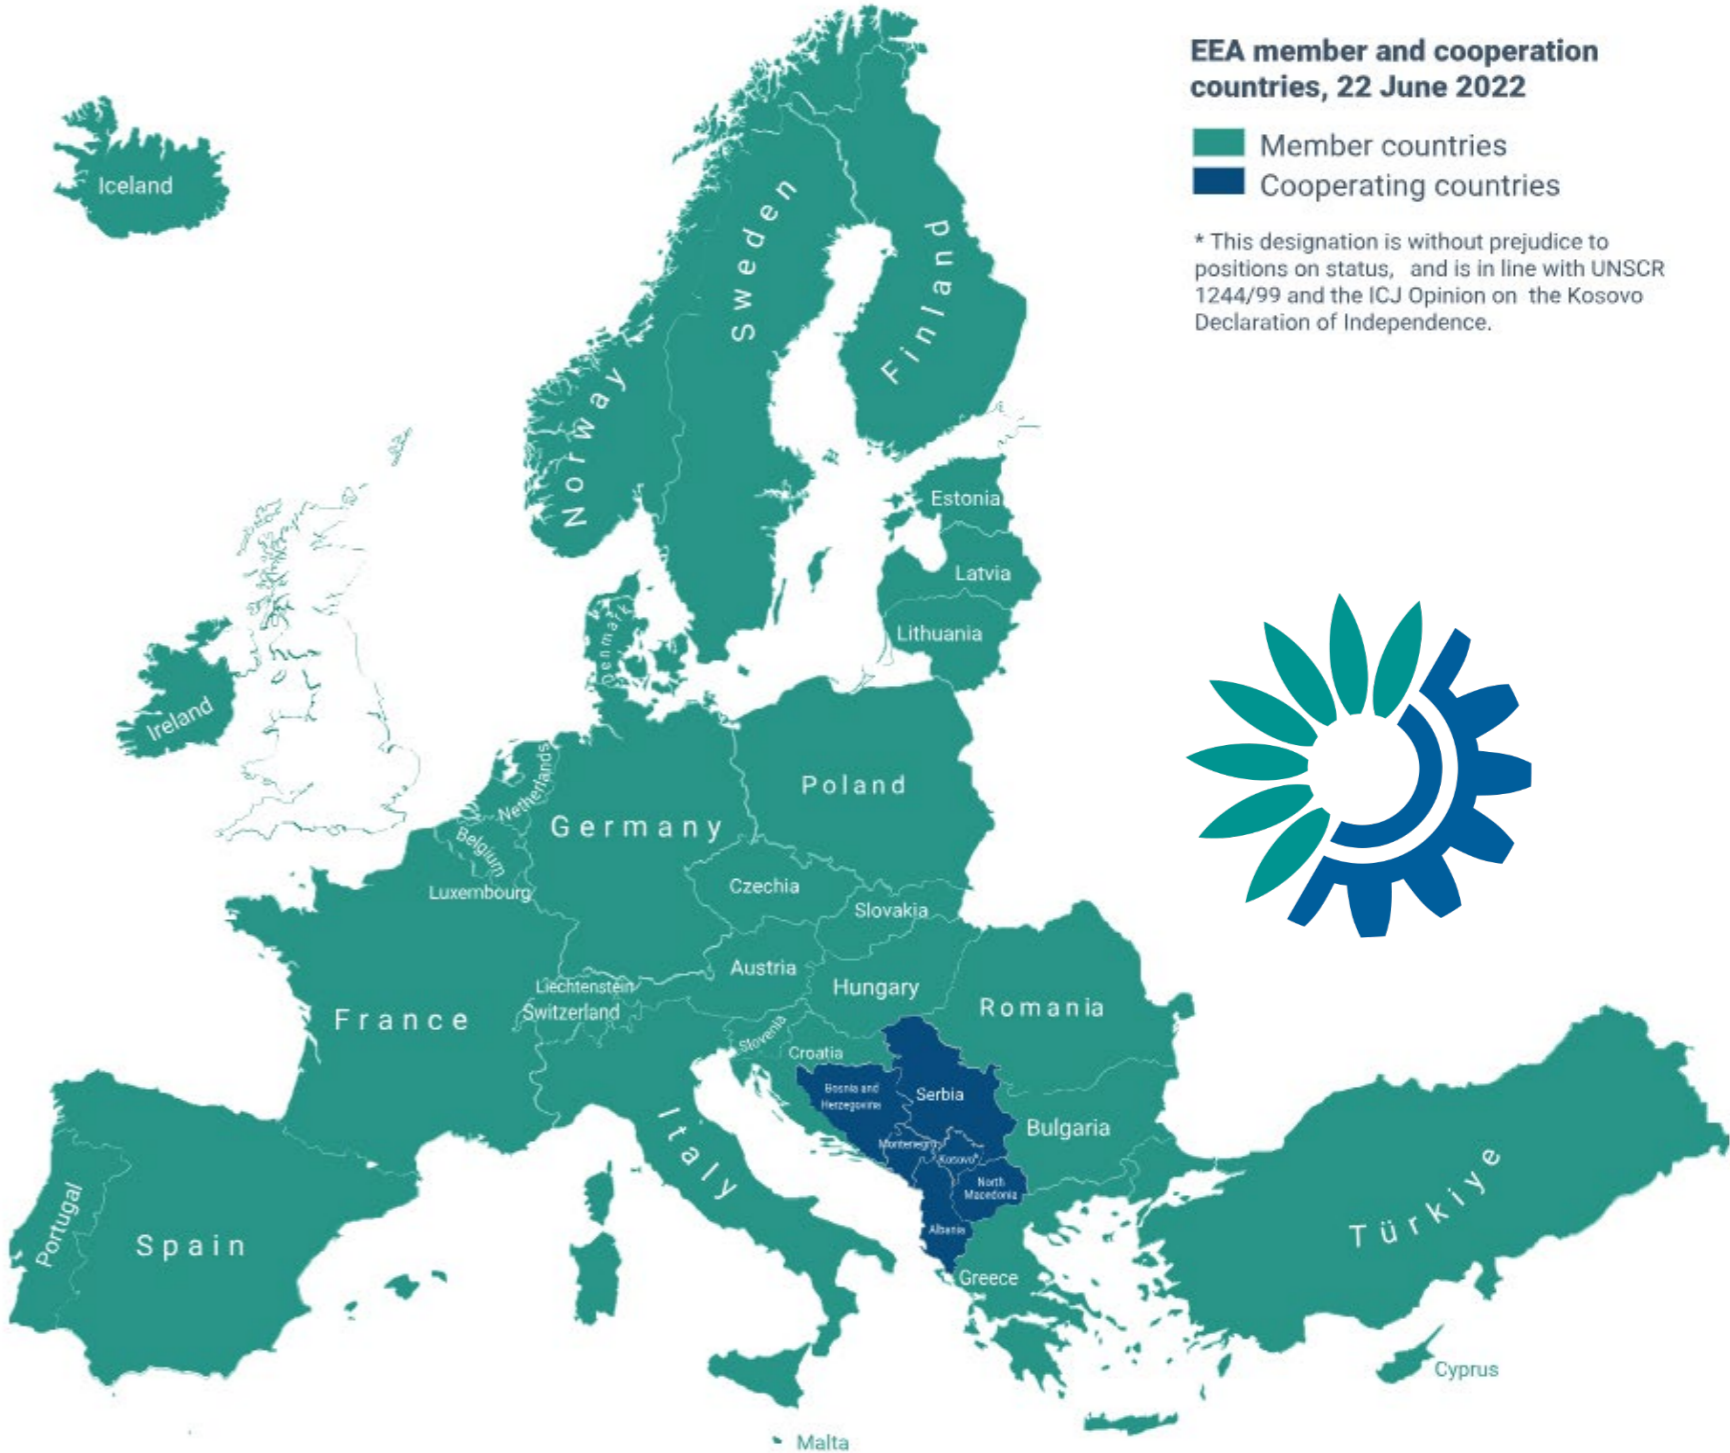 EEA member and cooperation
countries, 22 June 2022
Member countries
Cooperating countries
* This designation is without prejudice to
positions on status, and is in line with UNSCR
1244/99 and the ICJ Opinion on the Kosovo
Declaration of Independence.
Iceland
Sweden
Finland
Norway
Estonia
Latvia
Lithuania
Denmark
Ireland
Netherlands
Poland
Germany
Belgium
Luxembourg
Czechia
Slovakia
Austria
Liechtenstein
Switzerland
Hungary
Romania
France
Slovenia
Croatia
Bosnia and
Herzegovina
Serbia
Bulgaria
Montenegro
Kosovo*
North
Macedonia
Albania
Italy
Portugal
Spain
Greece
Türkiye
Cyprus
Malta